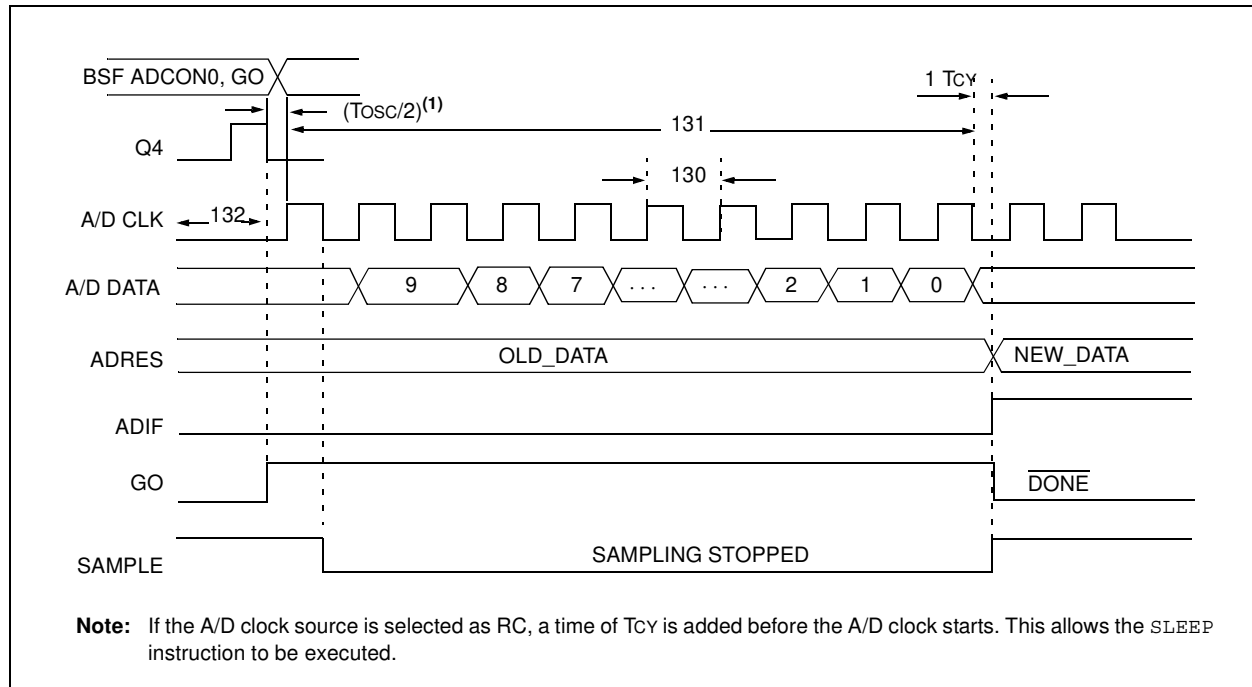 BSF ADCON0, GO
1 TCY
(TOSC/2)(1)
131
Q4
130
A/D CLK
132
A/D DATA
9 8 7 . . . . . . 2 1 0
ADRES
OLD_DATA
NEW_DATA
ADIF
GO
DONE
SAMPLE
SAMPLING STOPPED
Note: If the A/D clock source is selected as RC, a time of TCY is added before the A/D clock starts. This allows the SLEEP
instruction to be executed.